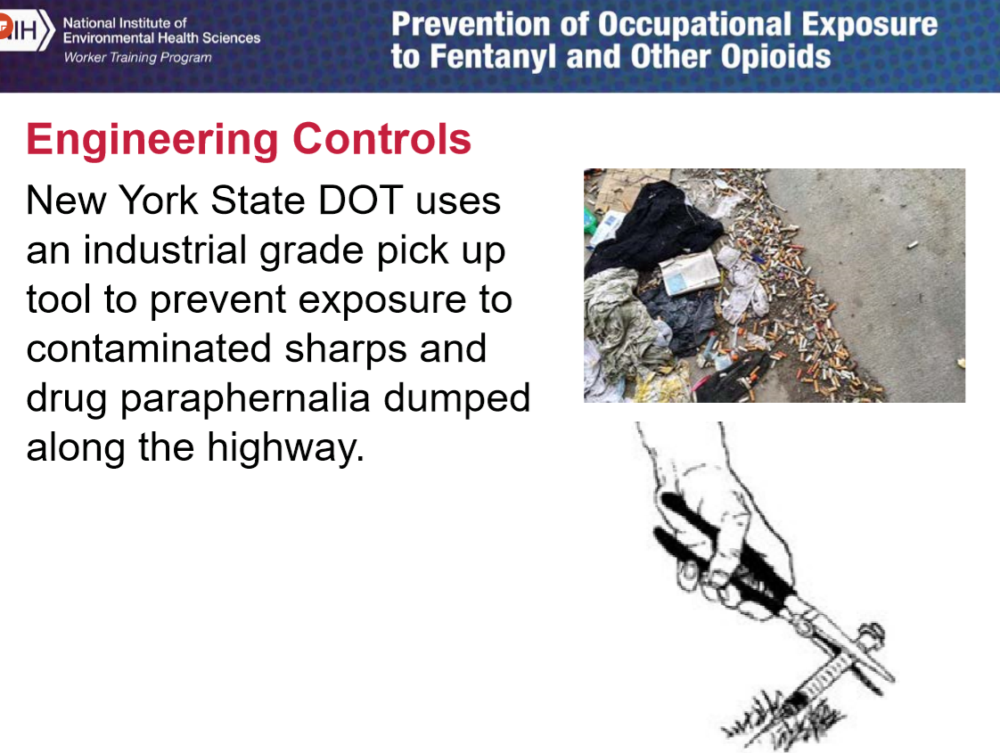 NIH
National Institute of
Environmental Health Sciences
Worker Training Program
Prevention of Occupational Exposure
to Fentanyl and Other Opioids
Engineering Controls
New York State DOT uses
an industrial grade pick up
tool to prevent exposure to
contaminated sharps and
drug paraphernalia dumped
along the highway.